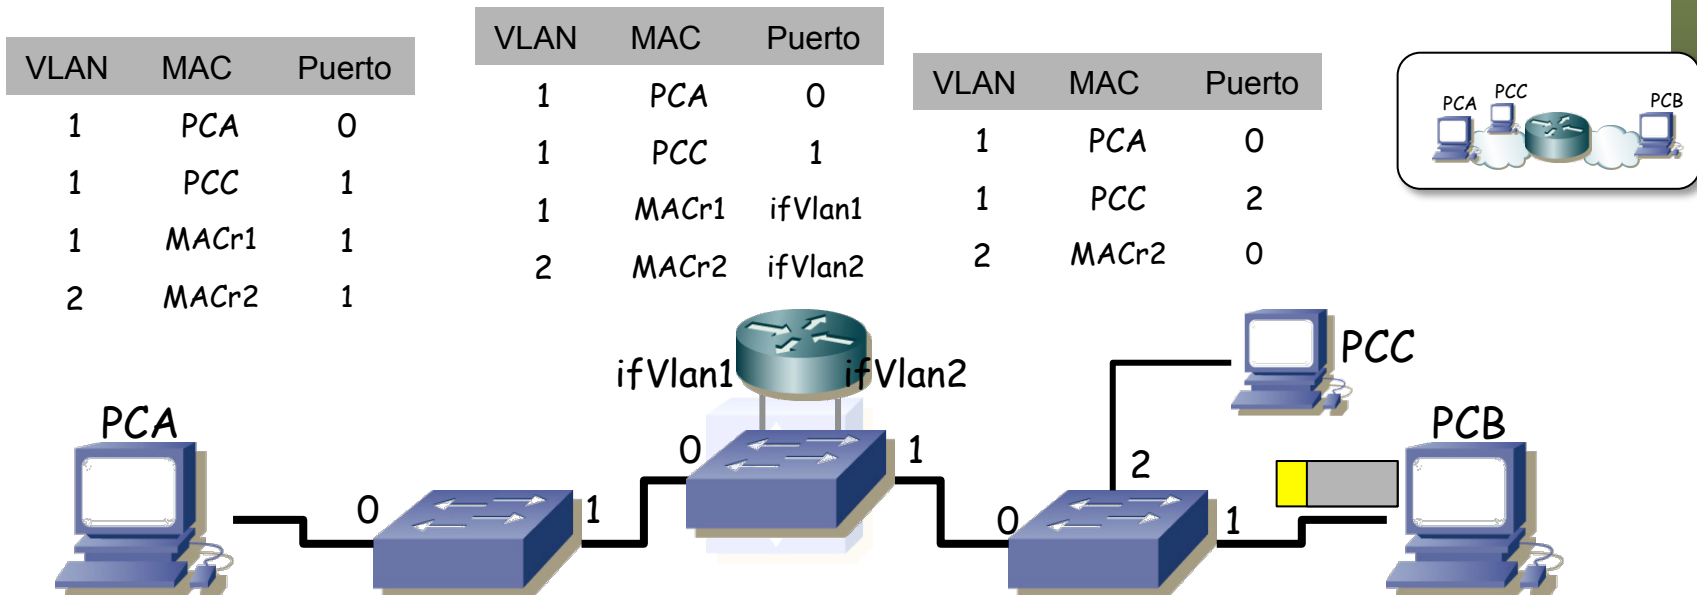 VLAN MAC Puerto
1 PCA 0
1 PCC 1
1 MACr1 1
2 MACr2 1
VLAN MAC Puerto
1 PCA 0
1 PCC 1
1 MACr1 ifVlan1
2 MACr2 ifVlan2
VLAN MAC Puerto
1 PCA 0
1 PCC 2
2 MACr2 0
PCA PCC PCB
ifVlan1 ifVlan2
PCC
PCA
PCB
0 1
2
0 1
0 1